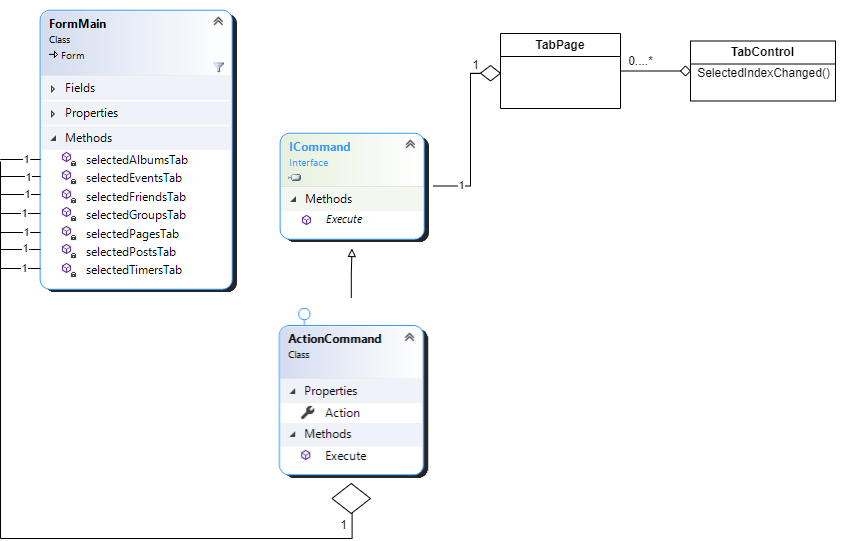 FormMain
Class
Form
Fields
Properties
Methods
1 selectedAlbumsTab
1 selectedEventsTab
1 selectedFriendsTab
1 selectedGroupsTab
1 selectedPagesTab
1 selectedPostsTab
1 selectedTimersTab
ICommand
Interface
Methods
Execute
1
1
TabPage
0....*
TabControl
SelectedIndexChanged()
ActionCommand
Class
Properties
Action
Methods
Execute
1